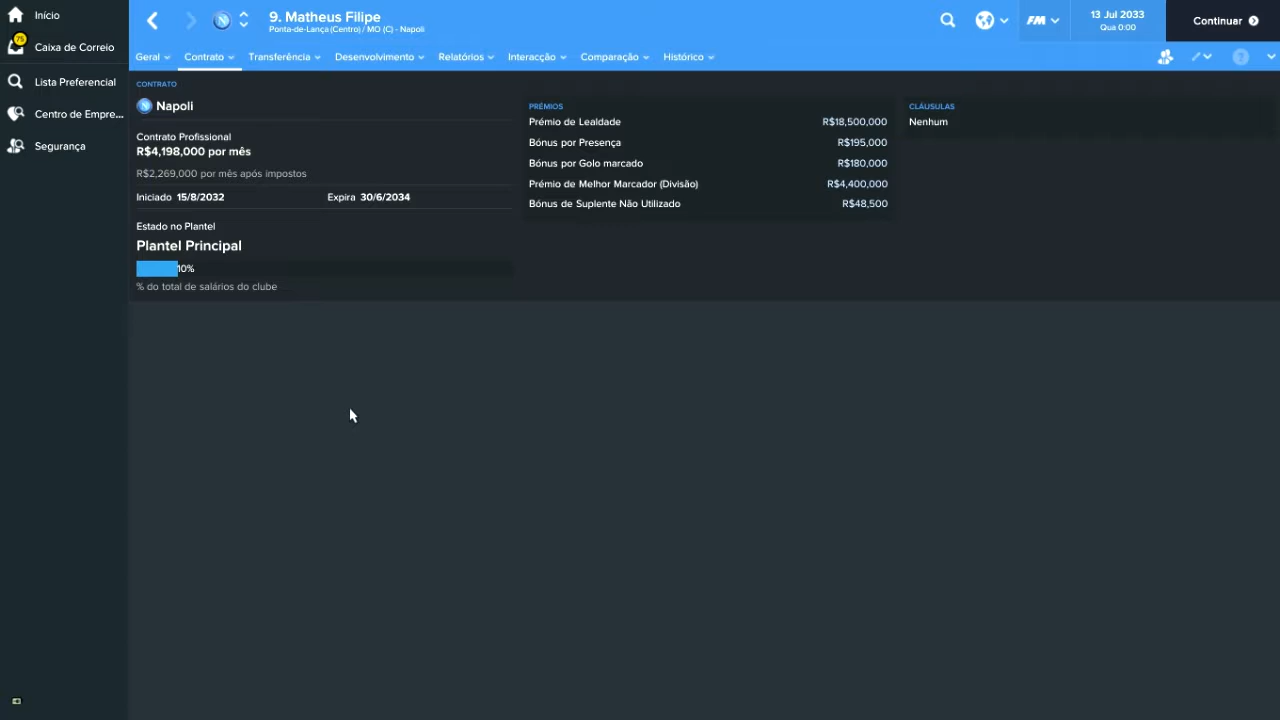 Início
75
Caixa de Correio
Lista Preferencial
Centro de Empre...
Segurança
9. Matheus Filipe
Ponta-de-Lança (Centro) / MO (C) - Napoli
FM
13 Jul 2033
Qua 0:00
Continuar
Geral
Contrato
Transferência
Desenvolvimento
Relatórios
Interacção
Comparação
Histórico
CONTRATO
Napoli
Contrato Profissional
R$4,198,000 por mês
R$2,269,000 por mês após impostos
Iniciado 15/8/2032 Expira 30/6/2034
Estado no Plantel
Plantel Principal
10%
% do total de salários do clube
PRÉMIOS
Prémio de Lealdade R$18,500,000
Bónus por Presença R$195,000
Bónus por Golo marcado R$180,000
Prémio de Melhor Marcador (Divisão) R$4,400,000
Bónus de Suplente Não Utilizado R$48,500
CLÁUSULAS
Nenhum